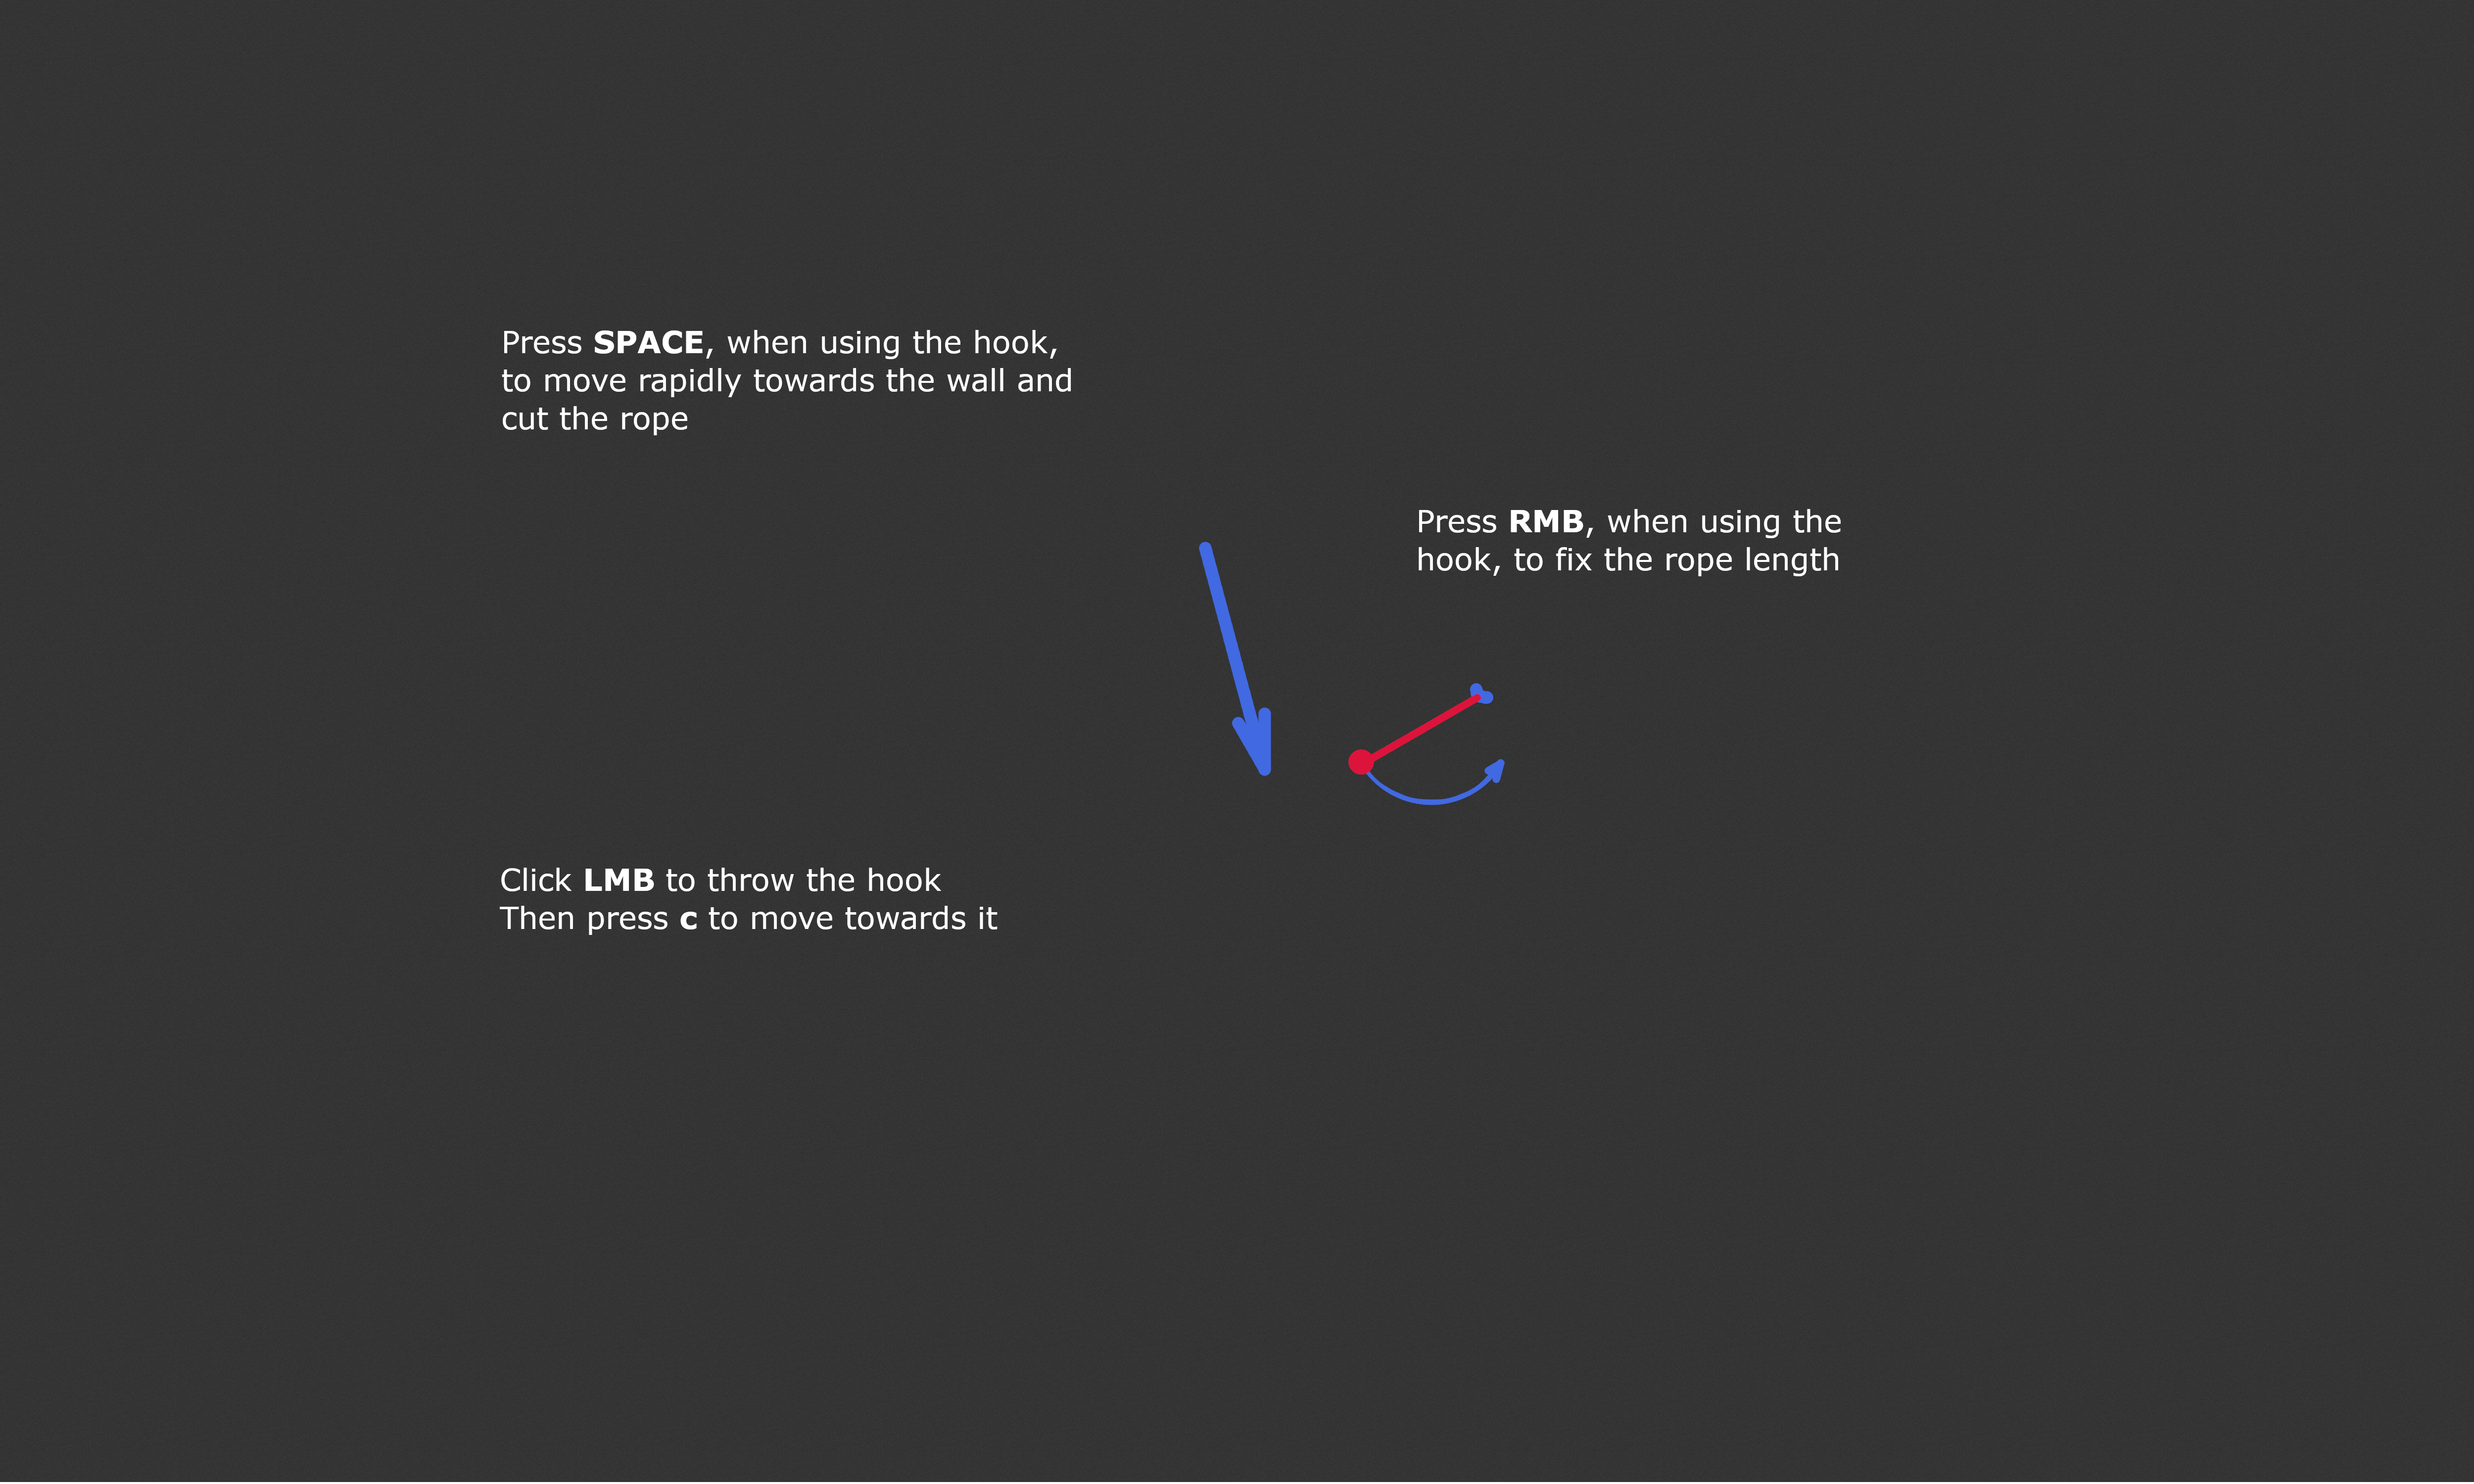 Press SPACE, when using the hook,
to move rapidly towards the wall and
cut the rope
Press RMB, when using the
hook, to fix the rope length
Click LMB to throw the hook
Then press c to move towards it